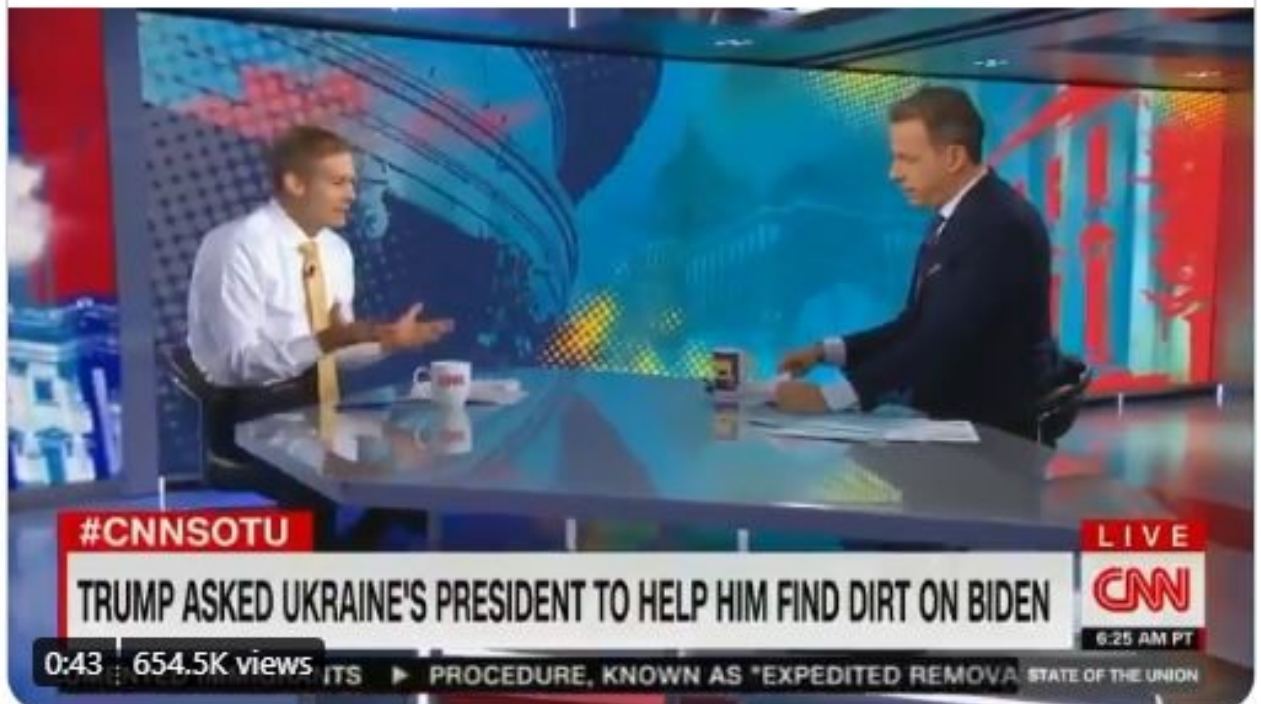 #CNNSOTU
LIVE
CNN
TRUMP ASKED UKRAINE'S PRESIDENT TO HELP HIM FIND DIRT ON BIDEN
6:25 AM PT
0:43 654.5K views
NTS ▶ PROCEDURE, KNOWN AS "EXPEDITED REMOVA
STATE OF THE UNION